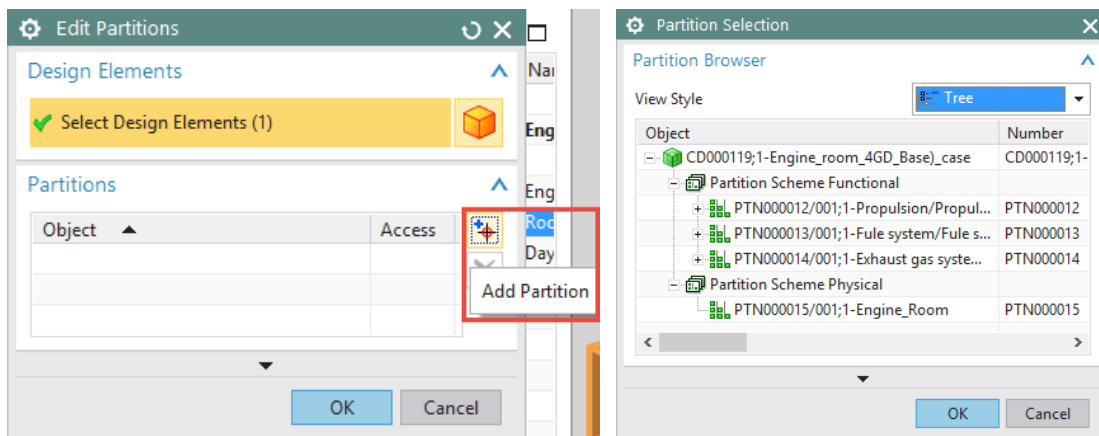 Edit Partitions
Design Elements
Select Design Elements (1)
Partitions
Object Access
Add Partition
OK Cancel
Eng
Eng
Day
Partition Selection
Partition Browser
View Style Tree
Object Number
CD000119;1-Engine_room_4GD_Base)_case CD000119;1-
Partition Scheme Functional
PTN000012/001;1-Propulsion/Propul... PTN000012
PTN000013/001;1-Fule system/Fule s... PTN000013
PTN000014/001;1-Exhaust gas syste... PTN000014
Partition Scheme Physical
PTN000015/001;1-Engine_Room PTN000015
OK Cancel